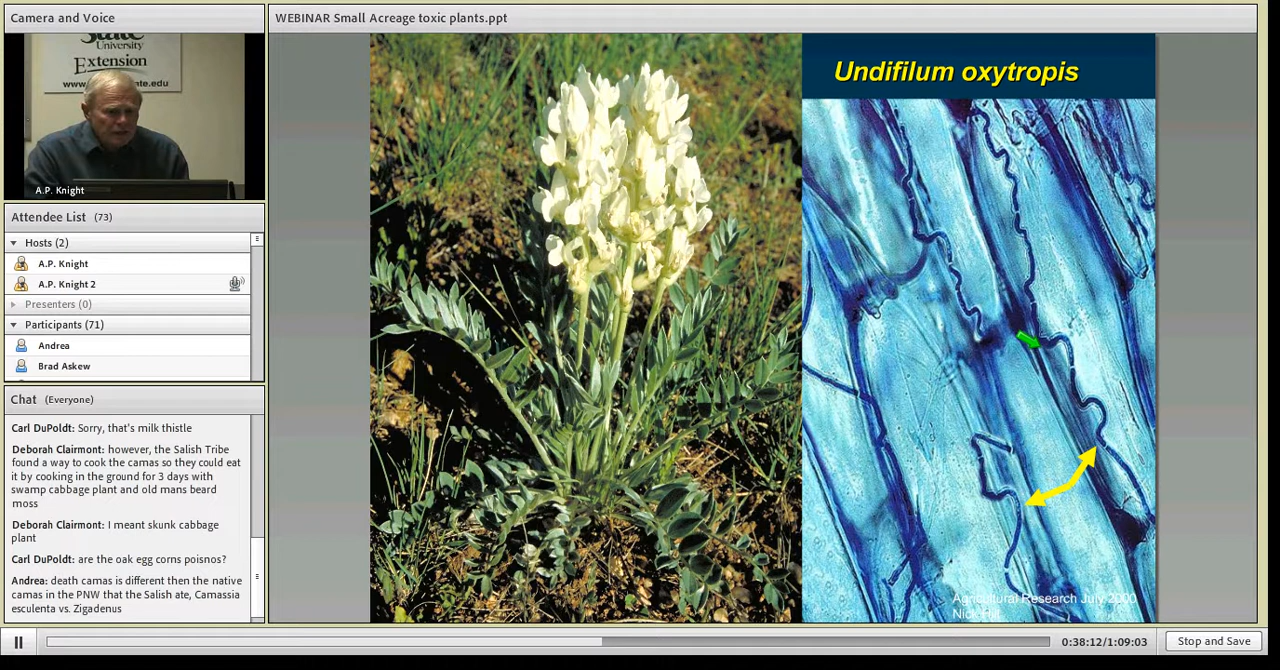 Camera and Voice
State
University
Extension
A.P. Knight
Attendee List (73)
Hosts (2)
A.P. Knight
A.P. Knight 2
Presenters (0)
Participants (71)
Andrea
Brad Askew
Chat (Everyone)
Carl DuPoldt: Sorry, that's milk thistle
Deborah Clairmont: however, the Salish Tribe
found a way to cook the camas so they could eat
it by cooking in the ground for 3 days with
swamp cabbage plant and old mans beard
moss
Deborah Clairmont: I meant skunk cabbage
plant
Carl DuPoldt: are the oak egg corns poisnos?
Andrea: death camas is different then the native
camas in the PNW that the Salish ate, Camassia
esculenta vs. Zigadenus
WEBINAR Small Acreage toxic plants.ppt
Undifilum oxytropis
Agricultural Research July 2000
0:38:12/1:09:03
Stop and Save